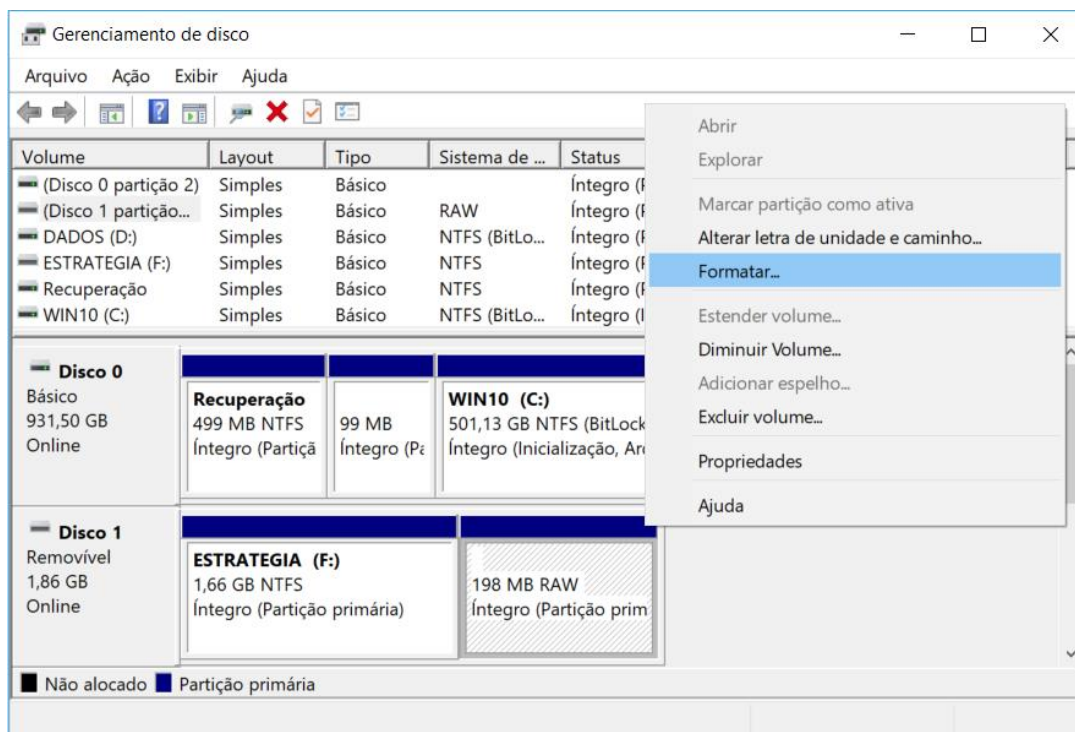 Gerenciamento de disco
Arquivo Ação Exibir Ajuda
Volume Layout Tipo Sistema de ... Status
(Disco 0 partição 2) Simples Básico Íntegro (
(Disco 1 partição... Simples Básico RAW Íntegro (
DADOS (D:) Simples Básico NTFS (BitLo... Íntegro (
ESTRATEGIA (F:) Simples Básico NTFS Íntegro (
Recuperação Simples Básico NTFS Íntegro (
WIN10 (C:) Simples Básico NTFS (BitLo... Íntegro (I
Abrir
Explorar
Marcar partição como ativa
Alterar letra de unidade e caminho...
Formatar...
Estender volume...
Diminuir Volume...
Adicionar espelho...
Excluir volume...
Propriedades
Ajuda
Disco 0
Básico
931,50 GB
Online
Recuperação
499 MB NTFS
Íntegro (Partiçã
99 MB
Íntegro (Pa
WIN10 (C:)
501,13 GB NTFS (BitLock
Íntegro (Inicialização, Ar
Disco 1
Removível
1,86 GB
Online
ESTRATEGIA (F:)
1,66 GB NTFS
Íntegro (Partição primária)
198 MB RAW
Íntegro (Partição prim
Não alocado Partição primária